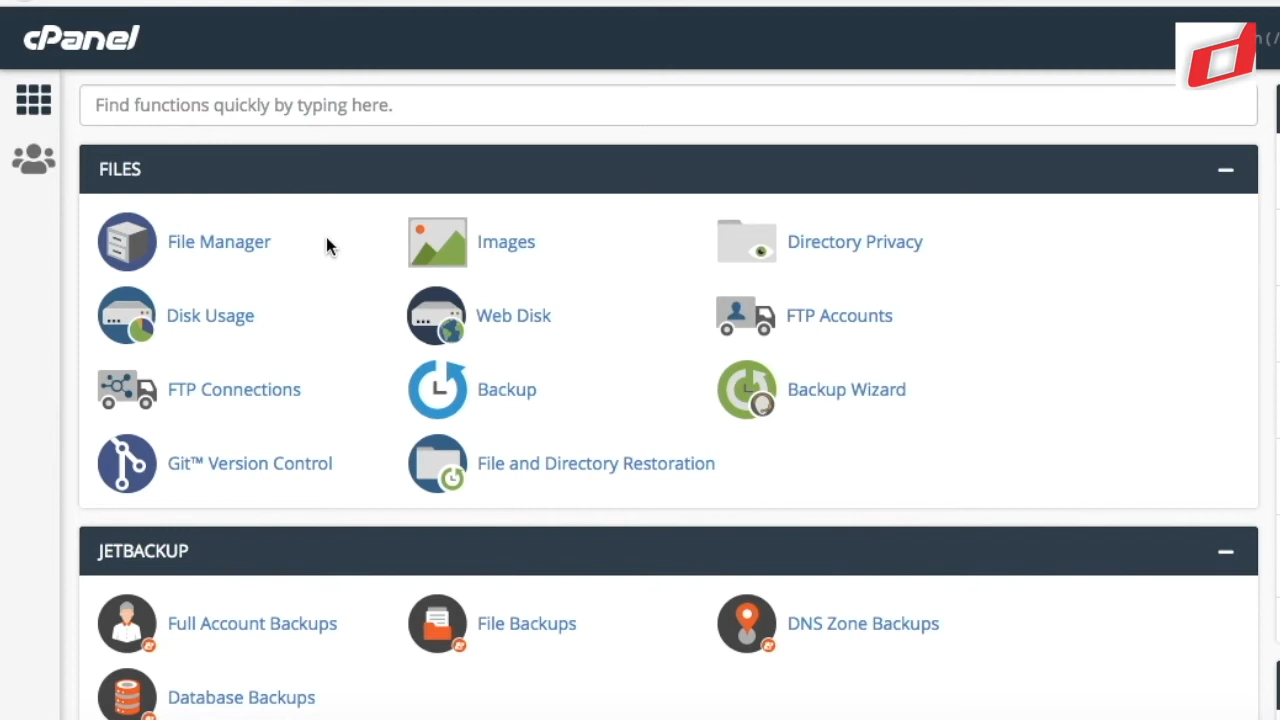 cPanel
Find functions quickly by typing here.
FILES
File Manager
Images
Directory Privacy
Disk Usage
Web Disk
FTP Accounts
FTP Connections
Backup
Backup Wizard
Git™ Version Control
File and Directory Restoration
JETBACKUP
Full Account Backups
File Backups
DNS Zone Backups
Database Backups